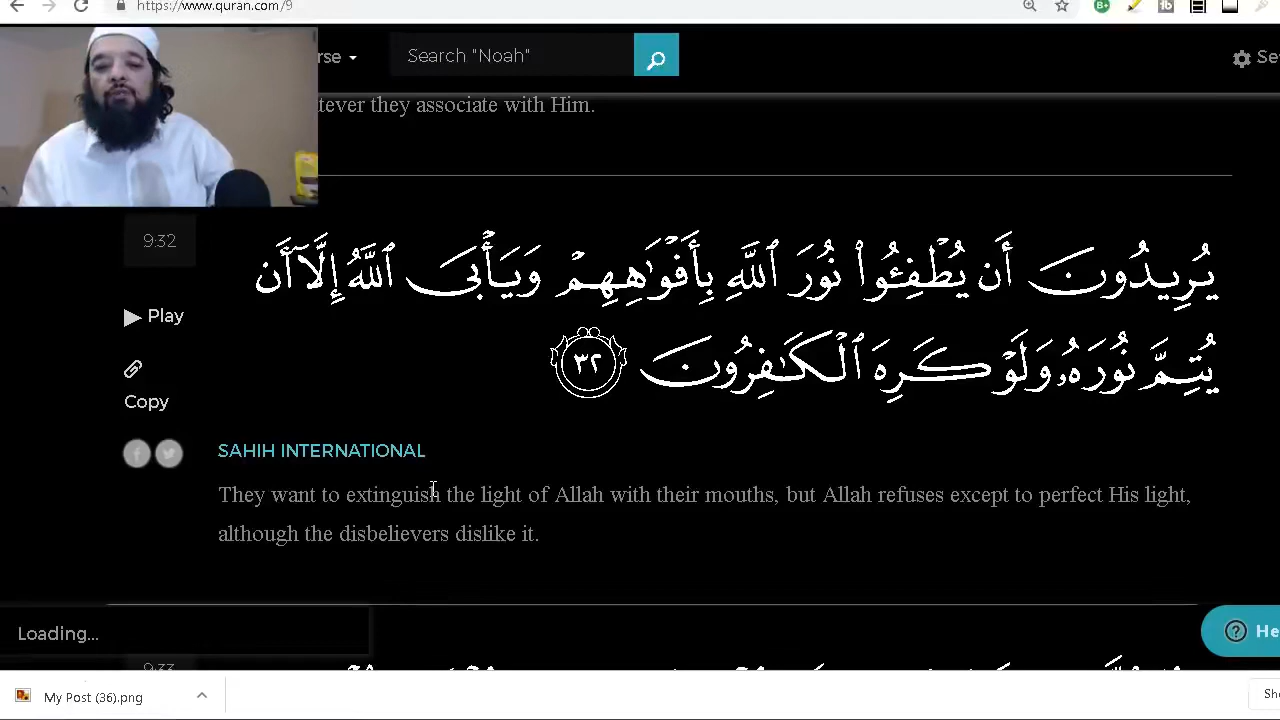 https://www.quran.com/9
rse
Search "Noah"
Se
tever they associate with Him.
9:32
يُرِيدُونَ أَن يُطْفِـُٔوا۟ نُورَ ٱللَّهِ بِأَفْوَٰهِهِمْ وَيَأْبَى ٱللَّهُ إِلَّآ أَن
يُتِمَّ نُورَهُۥ وَلَوْ كَرِهَ ٱلْكَـٰفِرُونَ ٣٢
Play
Copy
SAHIH INTERNATIONAL
They want to extinguish the light of Allah with their mouths, but Allah refuses except to perfect His light,
although the disbelievers dislike it.
Loading...
He
9:33
My Post (36).png
Sh